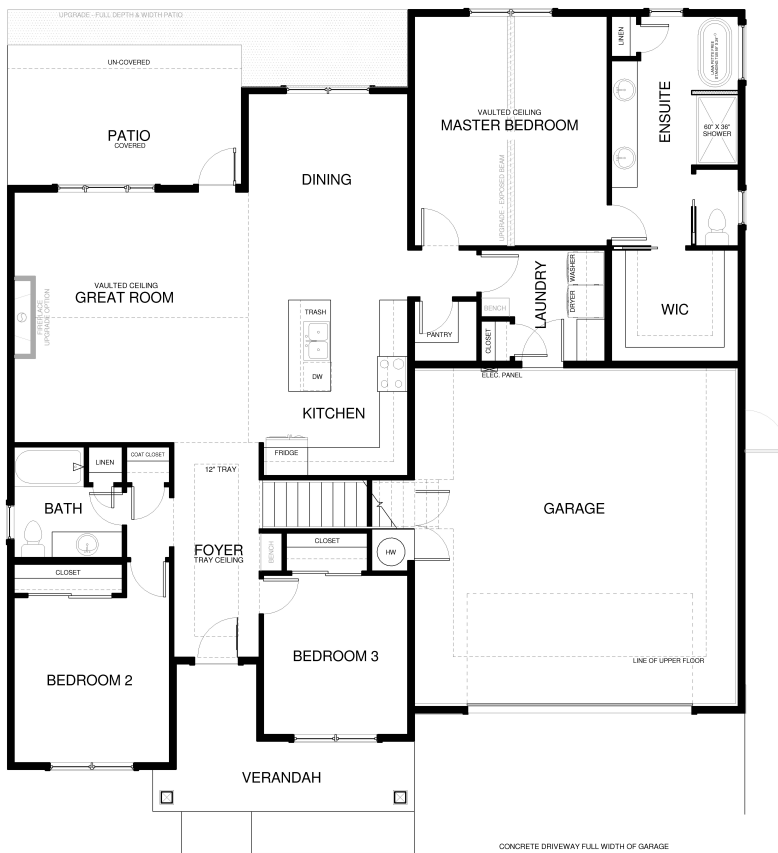 UPGRADE - FULL DEPTH & WIDTH PATIO
UN-COVERED
PATIO
COVERED
DINING
VAULTED CEILING
MASTER BEDROOM
UPGRADE - EXPOSED BEAM
LINEN
ENSUITE
60" X 36"
SHOWER
VAULTED CEILING
GREAT ROOM
FIREPLACE
UPGRADE OPTION
TRASH
DW
KITCHEN
FRIDGE
PANTRY
BENCH
CLOSET
LAUNDRY
WASHER
DRYER
WIC
ELEC. PANEL
LINEN
COAT CLOSET
BATH
12" TRAY
FOYER
TRAY CEILING
BENCH
CLOSET
HW
GARAGE
CLOSET
BEDROOM 2
BEDROOM 3
LINE OF UPPER FLOOR
VERANDAH
CONCRETE DRIVEWAY FULL WIDTH OF GARAGE